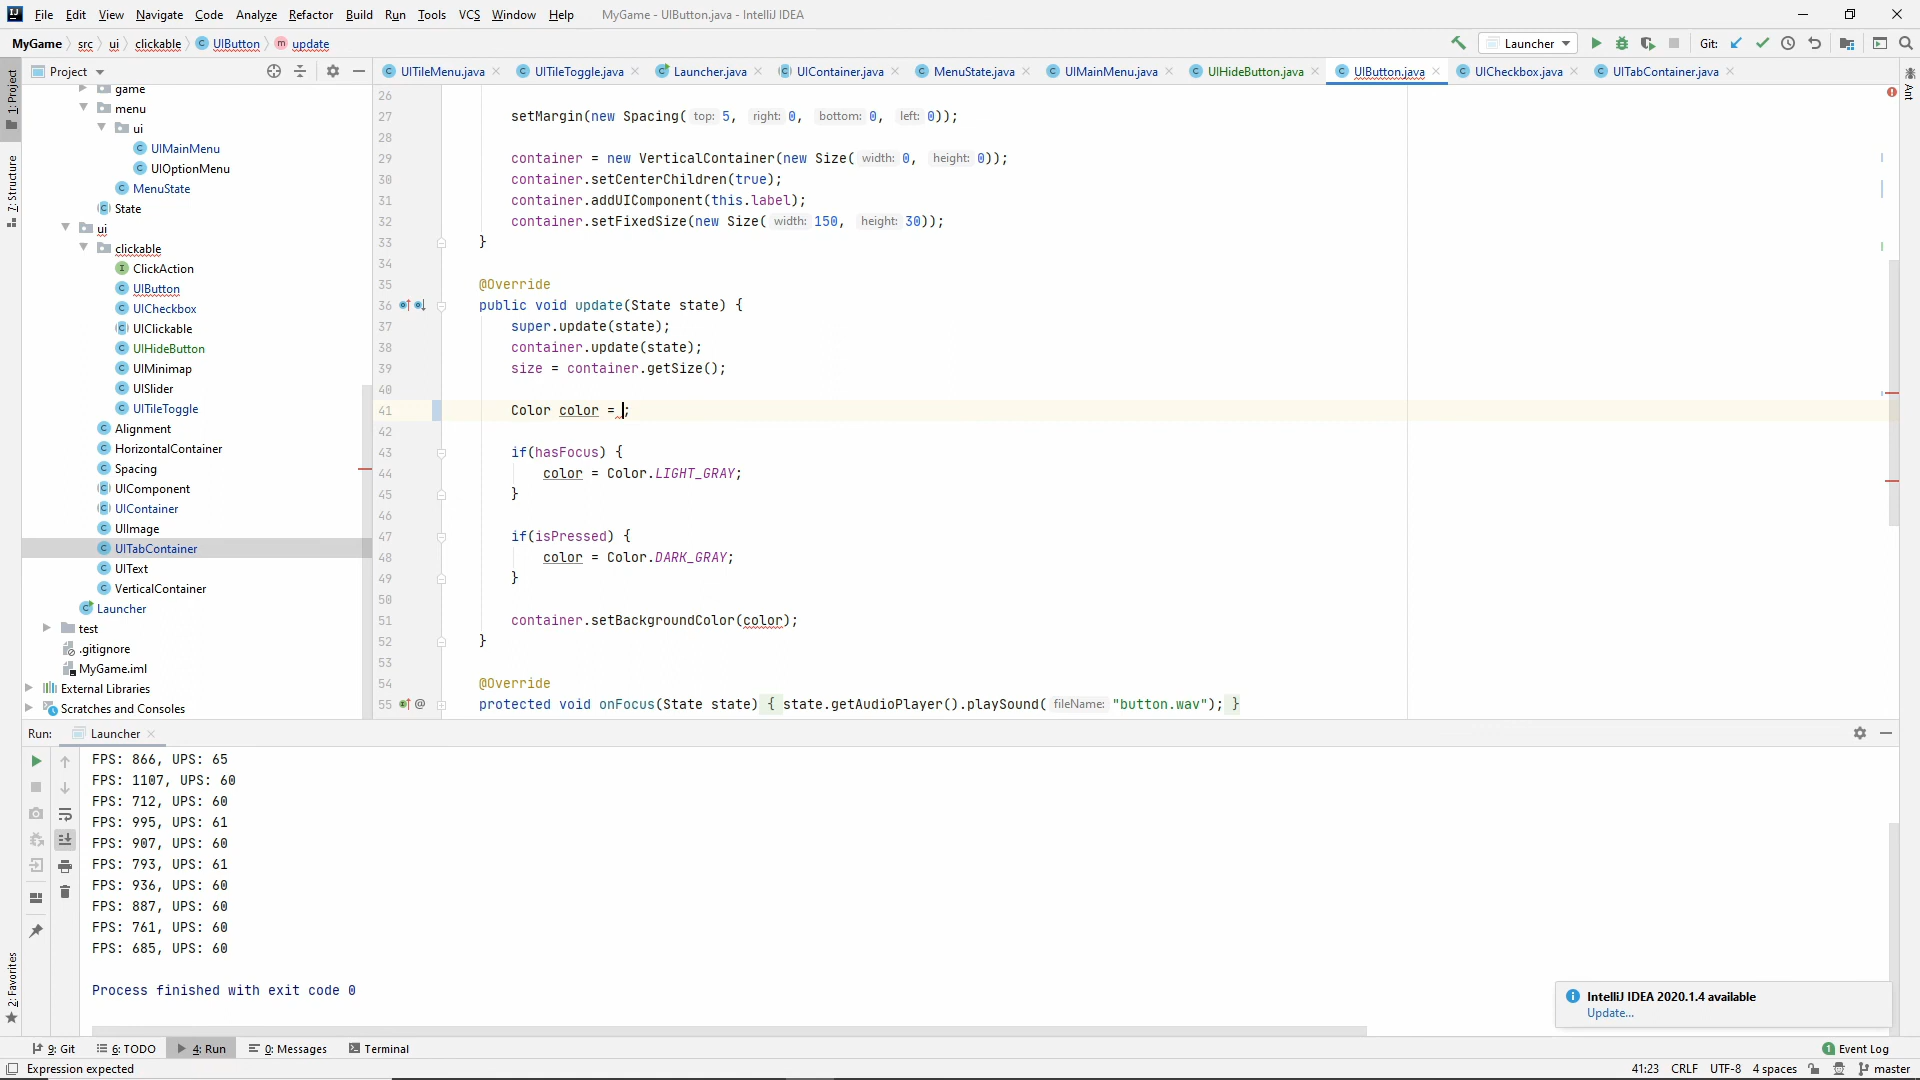 File Edit View Navigate Code Analyze Refactor Build Run Tools VCS Window Help MyGame - UIButton.java - IntelliJ IDEA
MyGame src ui clickable UIButton update Launcher Git:
Project
UITileMenu.java UITileToggle.java Launcher.java UIContainer.java MenuState.java UIMainMenu.java UIHideButton.java UIButton.java UICheckbox.java UITabContainer.java
1: Project
7: Structure
2: Favorites
Ant
game
menu
ui
UIMainMenu
UIOptionMenu
MenuState
State
ui
clickable
ClickAction
UIButton
UICheckbox
UIClickable
UIHideButton
UIMinimap
UISlider
UITileToggle
Alignment
HorizontalContainer
Spacing
UIComponent
UIContainer
UIImage
UITabContainer
UIText
VerticalContainer
Launcher
test
.gitignore
MyGame.iml
External Libraries
Scratches and Consoles
26
27 setMargin(new Spacing( top: 5, right: 0, bottom: 0, left: 0));
28
29 container = new VerticalContainer(new Size( width: 0, height: 0));
30 container.setCenterChildren(true);
31 container.addUIComponent(this.label);
32 container.setFixedSize(new Size( width: 150, height: 30));
33 }
34
35 @Override
36 public void update(State state) {
37 super.update(state);
38 container.update(state);
39 size = container.getSize();
40
41 Color color = ;
42
43 if(hasFocus) {
44 color = Color.LIGHT_GRAY;
45 }
46
47 if(isPressed) {
48 color = Color.DARK_GRAY;
49 }
50
51 container.setBackgroundColor(color);
52 }
53
54 @Override
55 @ protected void onFocus(State state) { state.getAudioPlayer().playSound( fileName: "button.wav"); }
Run: Launcher
FPS: 866, UPS: 65
FPS: 1107, UPS: 60
FPS: 712, UPS: 60
FPS: 995, UPS: 61
FPS: 907, UPS: 60
FPS: 793, UPS: 61
FPS: 936, UPS: 60
FPS: 887, UPS: 60
FPS: 761, UPS: 60
FPS: 685, UPS: 60
Process finished with exit code 0
IntelliJ IDEA 2020.1.4 available
Update...
9: Git 6: TODO 4: Run 0: Messages Terminal 1 Event Log
Expression expected 41:23 CRLF UTF-8 4 spaces master